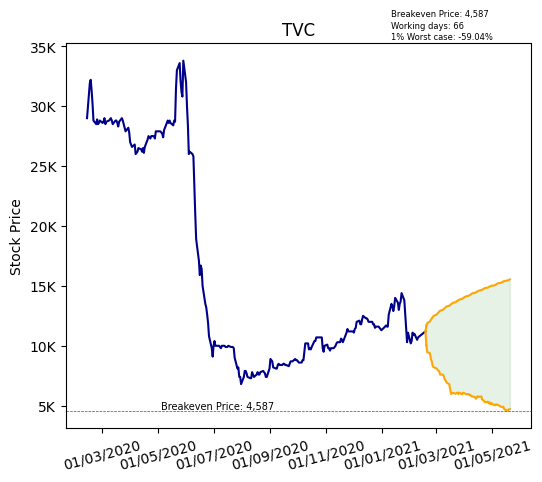 Breakeven Price: 4,587
Working days: 66
1% Worst case: -59.04%
TVC
35K
30K
25K
20K
15K
10K
5K
Stock Price
Breakeven Price: 4,587
01/03/2020
01/05/2020
01/07/2020
01/09/2020
01/11/2020
01/01/2021
01/03/2021
01/05/2021